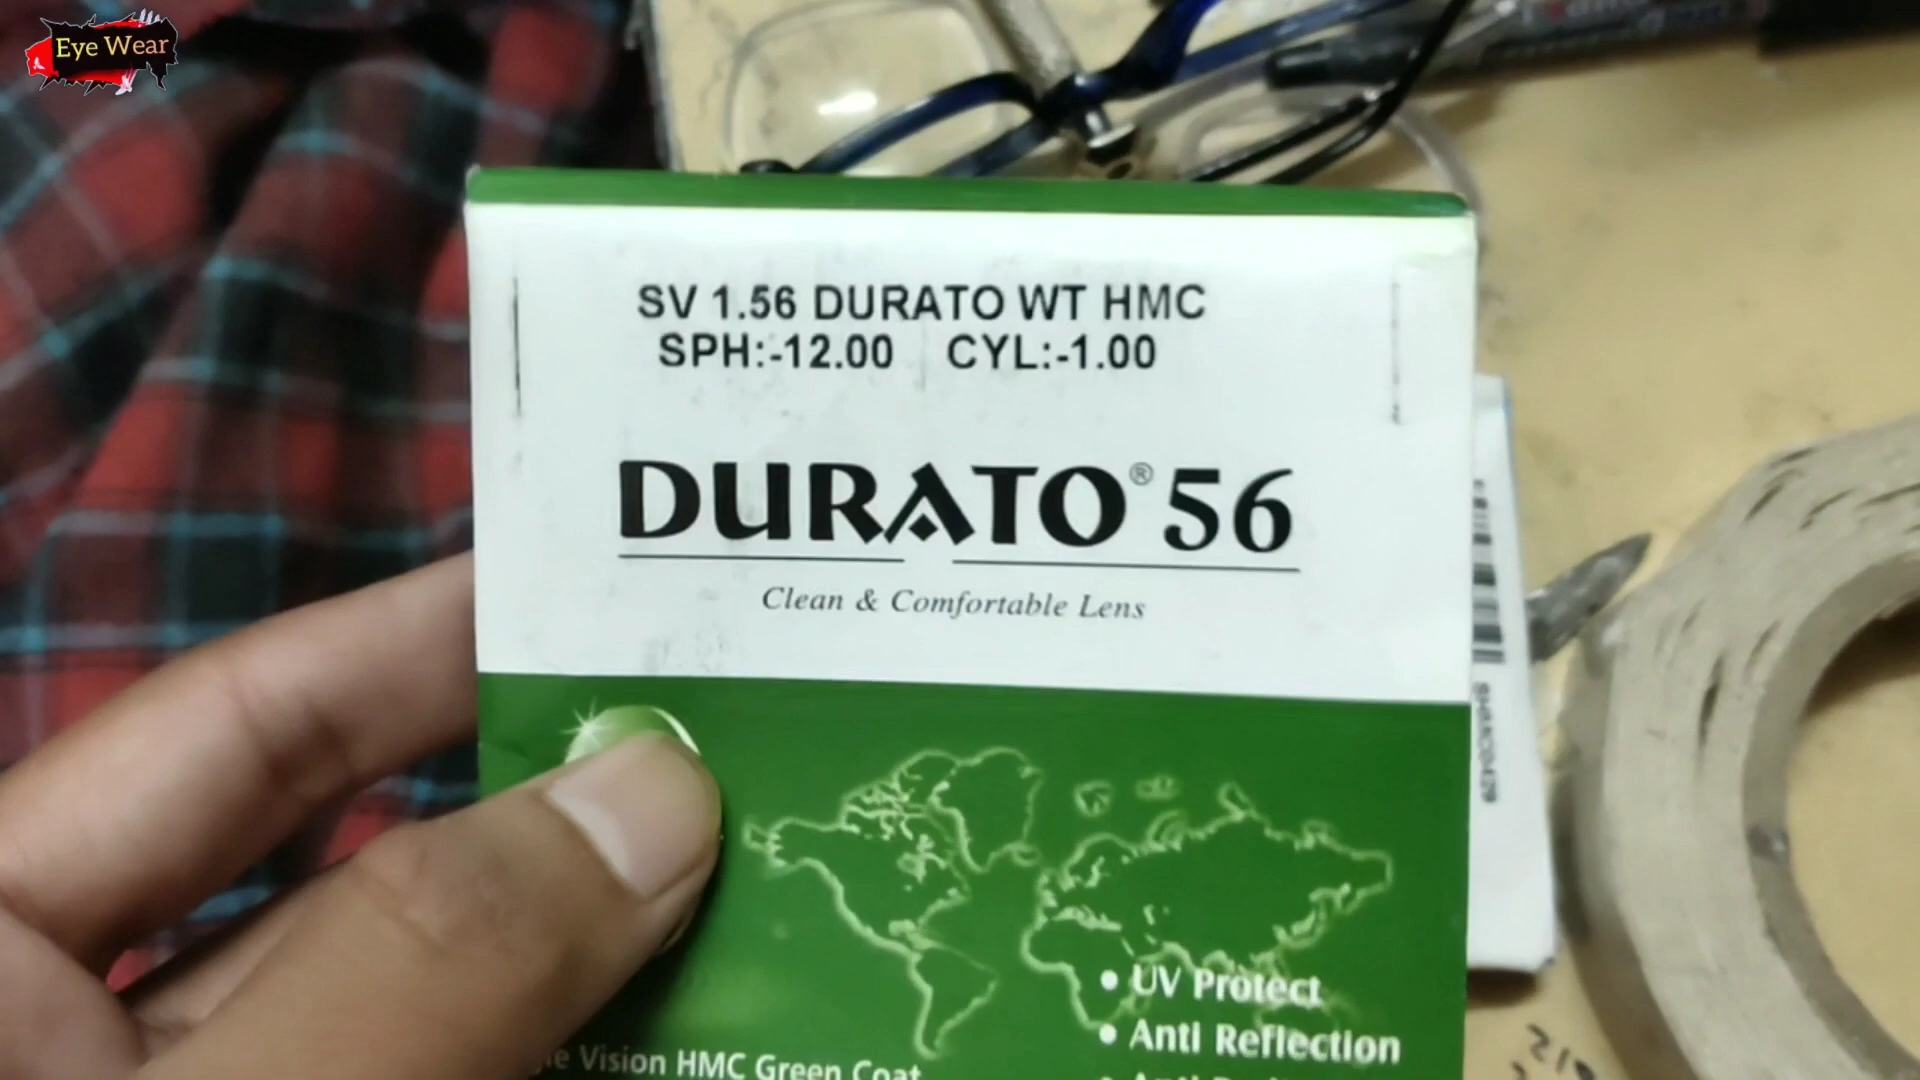 Eye Wear
SV 1.56 DURATO WT HMC
SPH:-12.00 CYL:-1.00
DURATO® 56
Clean & Comfortable Lens
• UV Protect
• Anti Reflection
Vision HMC Green Coat